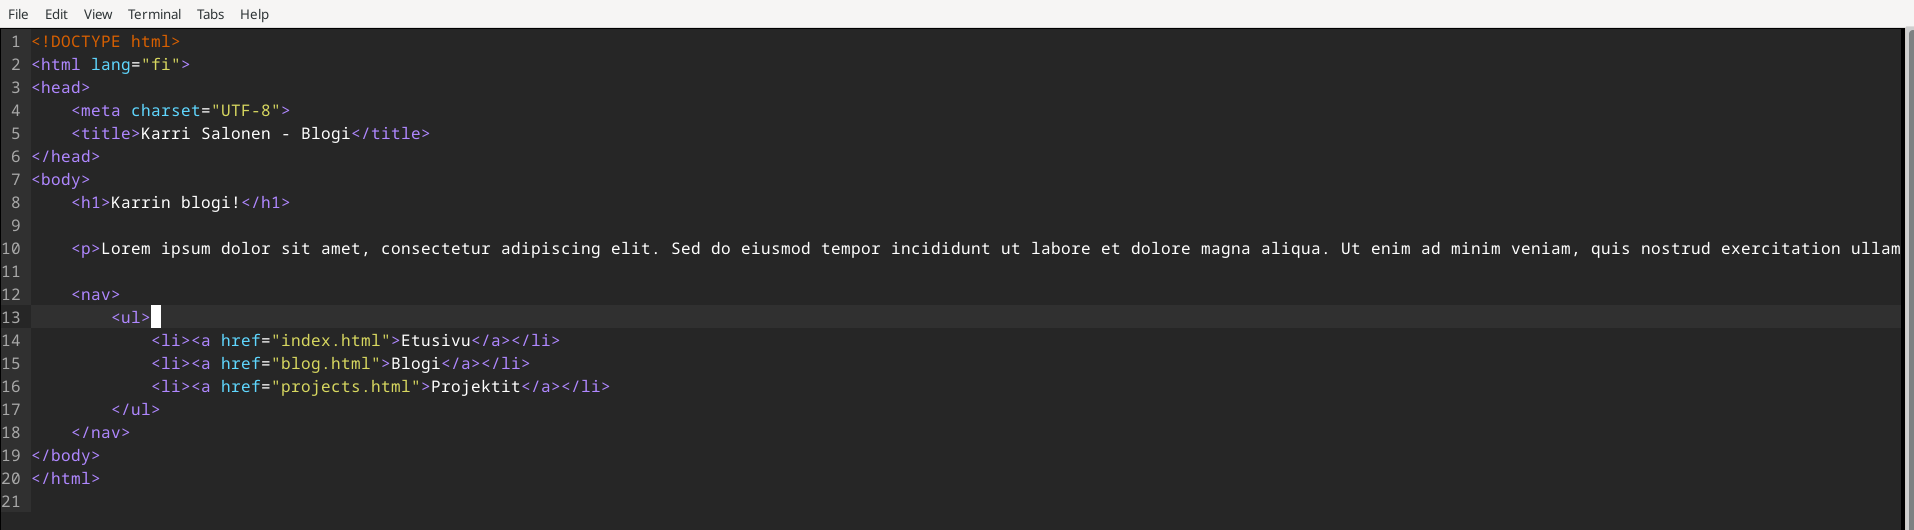 File Edit View Terminal Tabs Help
1 <!DOCTYPE html>
2 <html lang="fi">
3 <head>
4     <meta charset="UTF-8">
5     <title>Karri Salonen - Blogi</title>
6 </head>
7 <body>
8     <h1>Karrin blogi!</h1>
9
10     <p>Lorem ipsum dolor sit amet, consectetur adipiscing elit. Sed do eiusmod tempor incididunt ut labore et dolore magna aliqua. Ut enim ad minim veniam, quis nostrud exercitation ullam
11
12     <nav>
13         <ul>
14             <li><a href="index.html">Etusivu</a></li>
15             <li><a href="blog.html">Blogi</a></li>
16             <li><a href="projects.html">Projektit</a></li>
17         </ul>
18     </nav>
19 </body>
20 </html>
21